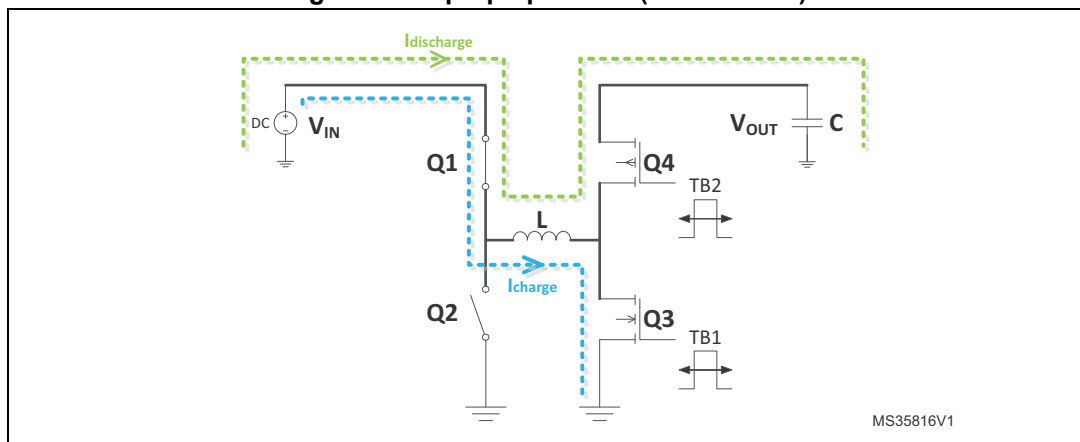 Idischarge
DC
+
-
VIN
Q1
VOUT
C
Q4
TB2
L
Icharge
Q2
Q3
TB1
MS35816V1